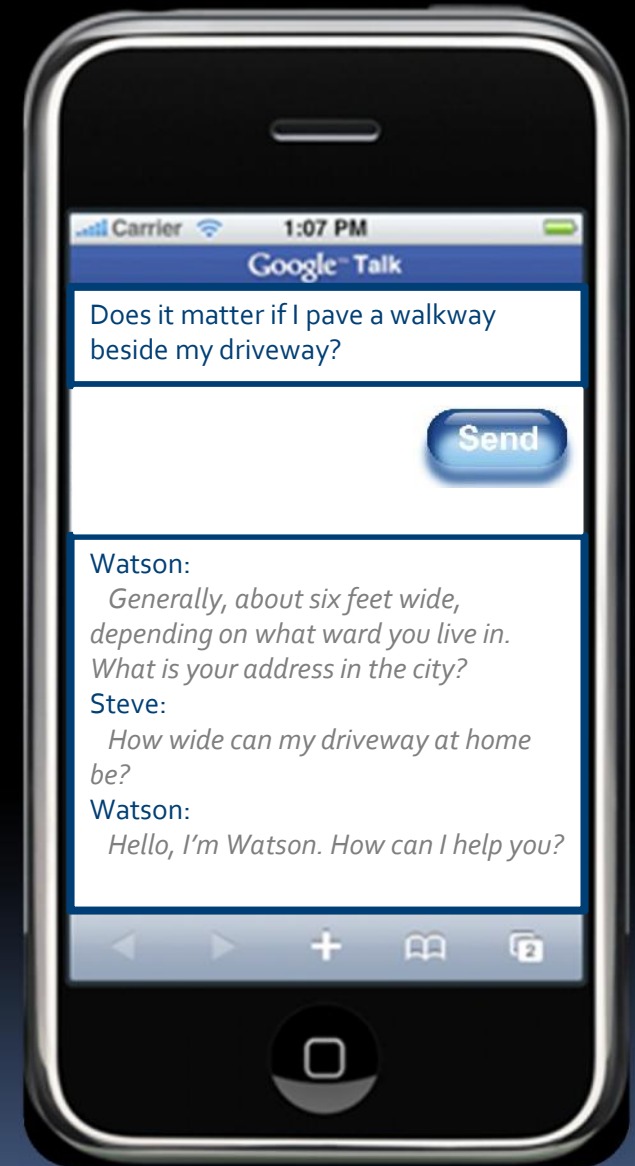 Carrier 1:07 PM
Google™ Talk
Does it matter if I pave a walkway
beside my driveway?
Send
Watson:
Generally, about six feet wide,
depending on what ward you live in.
What is your address in the city?
Steve:
How wide can my driveway at home
be?
Watson:
Hello, I’m Watson. How can I help you?
2